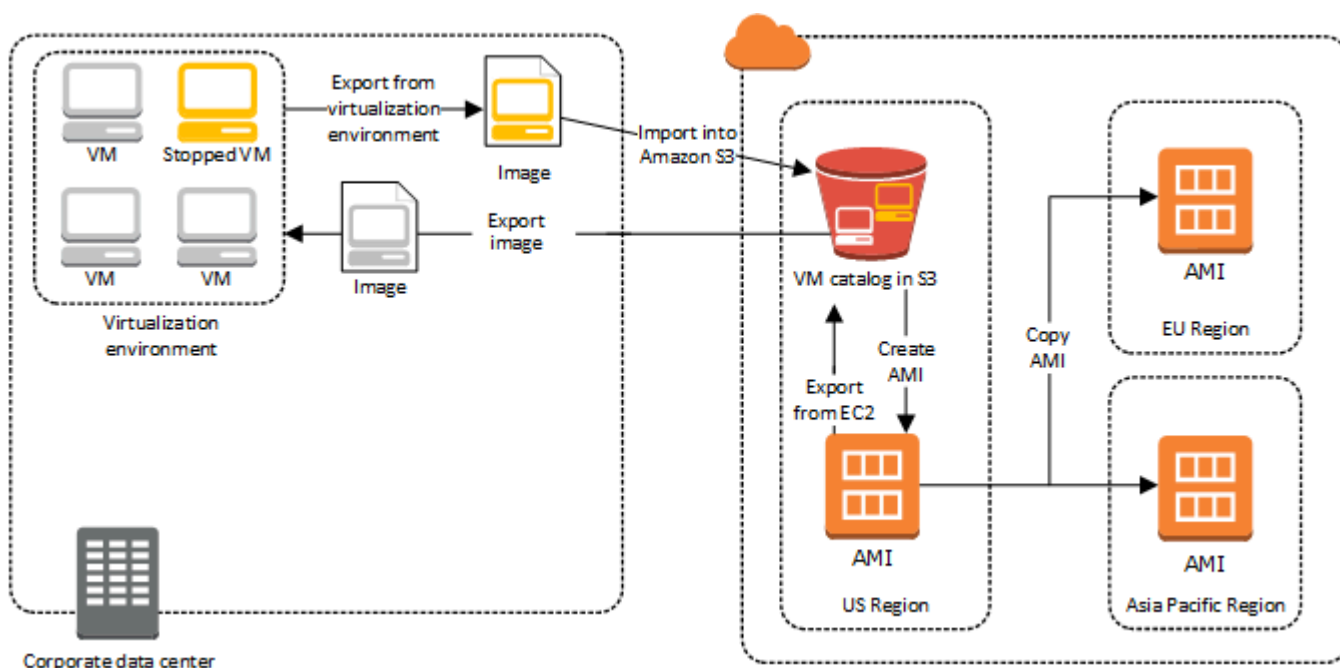 VM
Stopped VM
VM
VM
Virtualization
environment
Export from
virtualization
environment
Image
Image
Export
image
Import into
Amazon S3
VM catalog in S3
Export
from EC2
Create
AMI
AMI
US Region
Copy
AMI
AMI
EU Region
AMI
Asia Pacific Region
Corporate data center